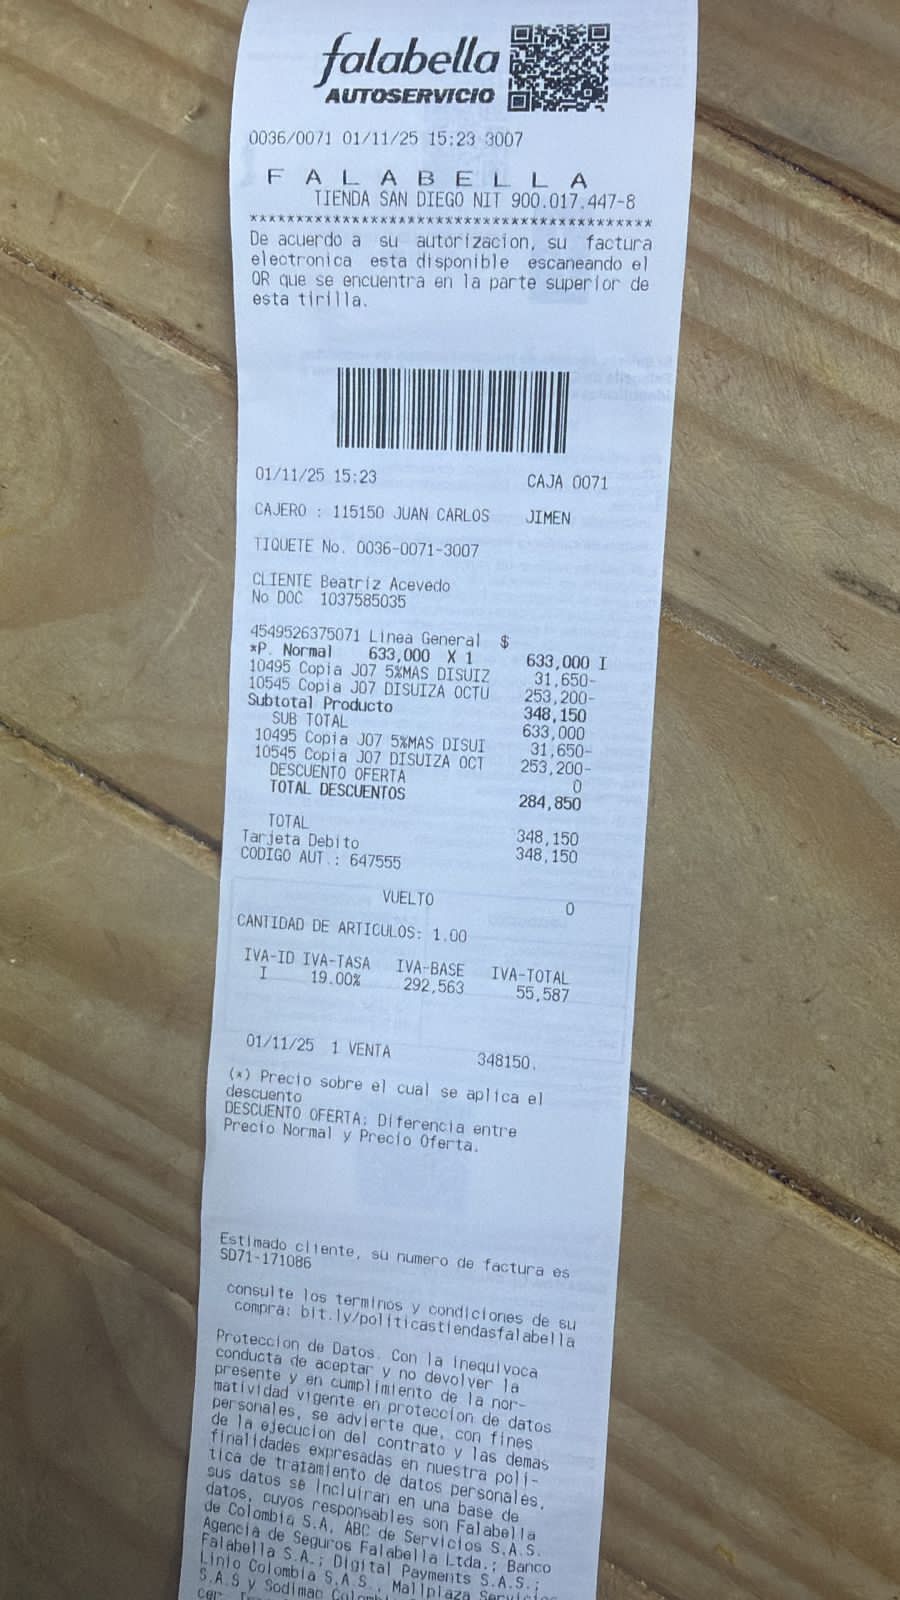 falabella
AUTOSERVICIO
0036/0071 01/11/25 15:23 3007
F A L A B E L L A
TIENDA SAN DIEGO NIT 900.017.447-8
*******************************************
De acuerdo a su autorizacion, su factura
electronica esta disponible escaneando el
QR que se encuentra en la parte superior de
esta tirilla.
01/11/25 15:23 CAJA 0071
CAJERO : 115150 JUAN CARLOS JIMEN
TIQUETE No. 0036-0071-3007
CLIENTE Beatriz Acevedo
No DOC 1037585035
4549526375071 Linea General $
*P. Normal 633,000 X 1 633,000 I
10495 Copia J07 5%MAS DISUIZ 31,650-
10545 Copia J07 DISUIZA OCTU 253,200-
Subtotal Producto 348,150
SUB TOTAL 633,000
10495 Copia J07 5%MAS DISUI 31,650-
10545 Copia J07 DISUIZA OCT 253,200-
DESCUENTO OFERTA 0
TOTAL DESCUENTOS 284,850
TOTAL 348,150
Tarjeta Debito 348,150
CODIGO AUT.: 647555
VUELTO 0
CANTIDAD DE ARTICULOS: 1.00
IVA-ID IVA-TASA IVA-BASE IVA-TOTAL
I 19.00% 292,563 55,587
01/11/25 1 VENTA 348150.
(*) Precio sobre el cual se aplica el
descuento
DESCUENTO OFERTA: Diferencia entre
Precio Normal y Precio Oferta.
Estimado cliente, su numero de factura es
SD71-171086
consulte los terminos y condiciones de su
compra: bit.ly/politicastiendasfalabella
Proteccion de Datos. Con la inequivoca
conducta de aceptar y no devolver la
presente y en cumplimiento de la nor-
matividad vigente en proteccion de datos
personales, se advierte que, con fines
de la ejecucion del contrato y las demas
finalidades expresadas en nuestra poli-
tica de tratamiento de datos personales,
sus datos se incluiran en una base de
datos, cuyos responsables son Falabella
de Colombia S.A, ABC de Servicios S.A.S.
Agencia de Seguros Falabella Ltda.; Banco
Falabella S.A.; Digital Payments S.A.S.;
Linio Colombia S.A.S.; Mallplaza Servicios
S.A.S y Sodimac Colombia